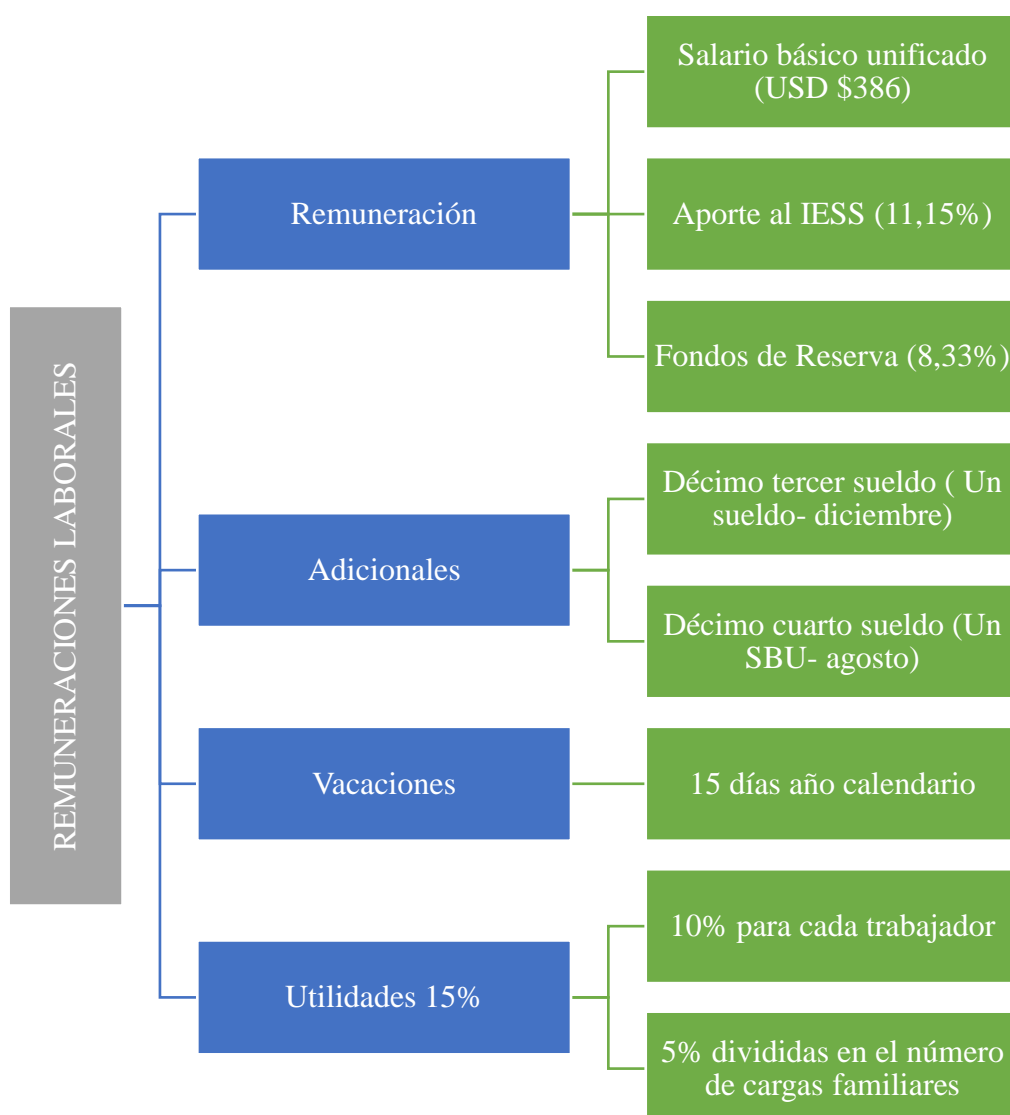 REMUNERACIONES LABORALES
Remuneración
Salario básico unificado
(USD $386)
Aporte al IESS (11,15%)
Fondos de Reserva (8,33%)
Adicionales
Décimo tercer sueldo ( Un
sueldo- diciembre)
Décimo cuarto sueldo (Un
SBU- agosto)
Vacaciones
15 días año calendario
Utilidades 15%
10% para cada trabajador
5% divididas en el número
de cargas familiares